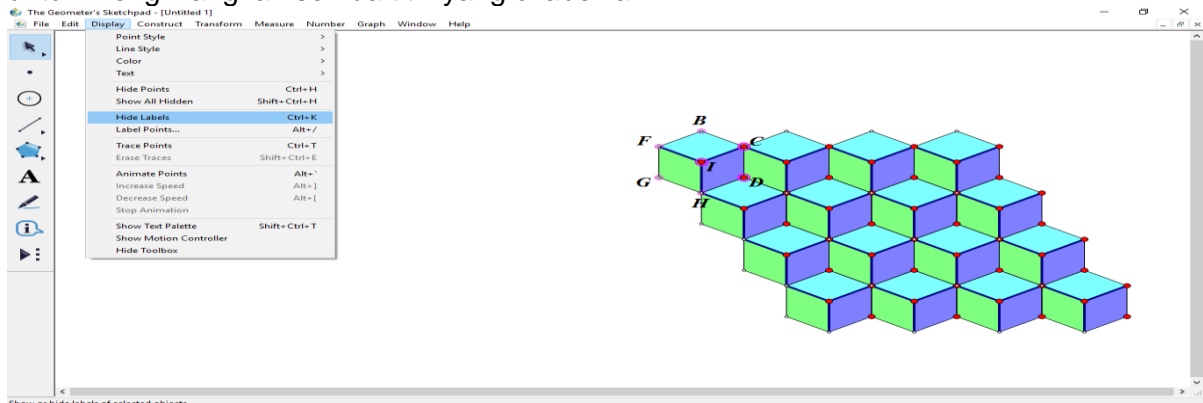 yang
The Geometer's Sketchpad - [Untitled 1]
File Edit Display Construct Transform Measure Number Graph Window Help
Point Style >
Line Style >
Color >
Text >
Hide Points Ctrl+H
Show All Hidden Shift+Ctrl+H
Hide Labels Ctrl+K
Label Points... Alt+/
Trace Points Ctrl+T
Erase Traces Shift+Ctrl+E
Animate Points Alt+`
Increase Speed Alt+]
Decrease Speed Alt+[
Stop Animation
Show Text Palette Shift+Ctrl+T
Show Motion Controller
Hide Toolbox
A
B
F
C
I
G
D
H
Show or hide labels of selected objects